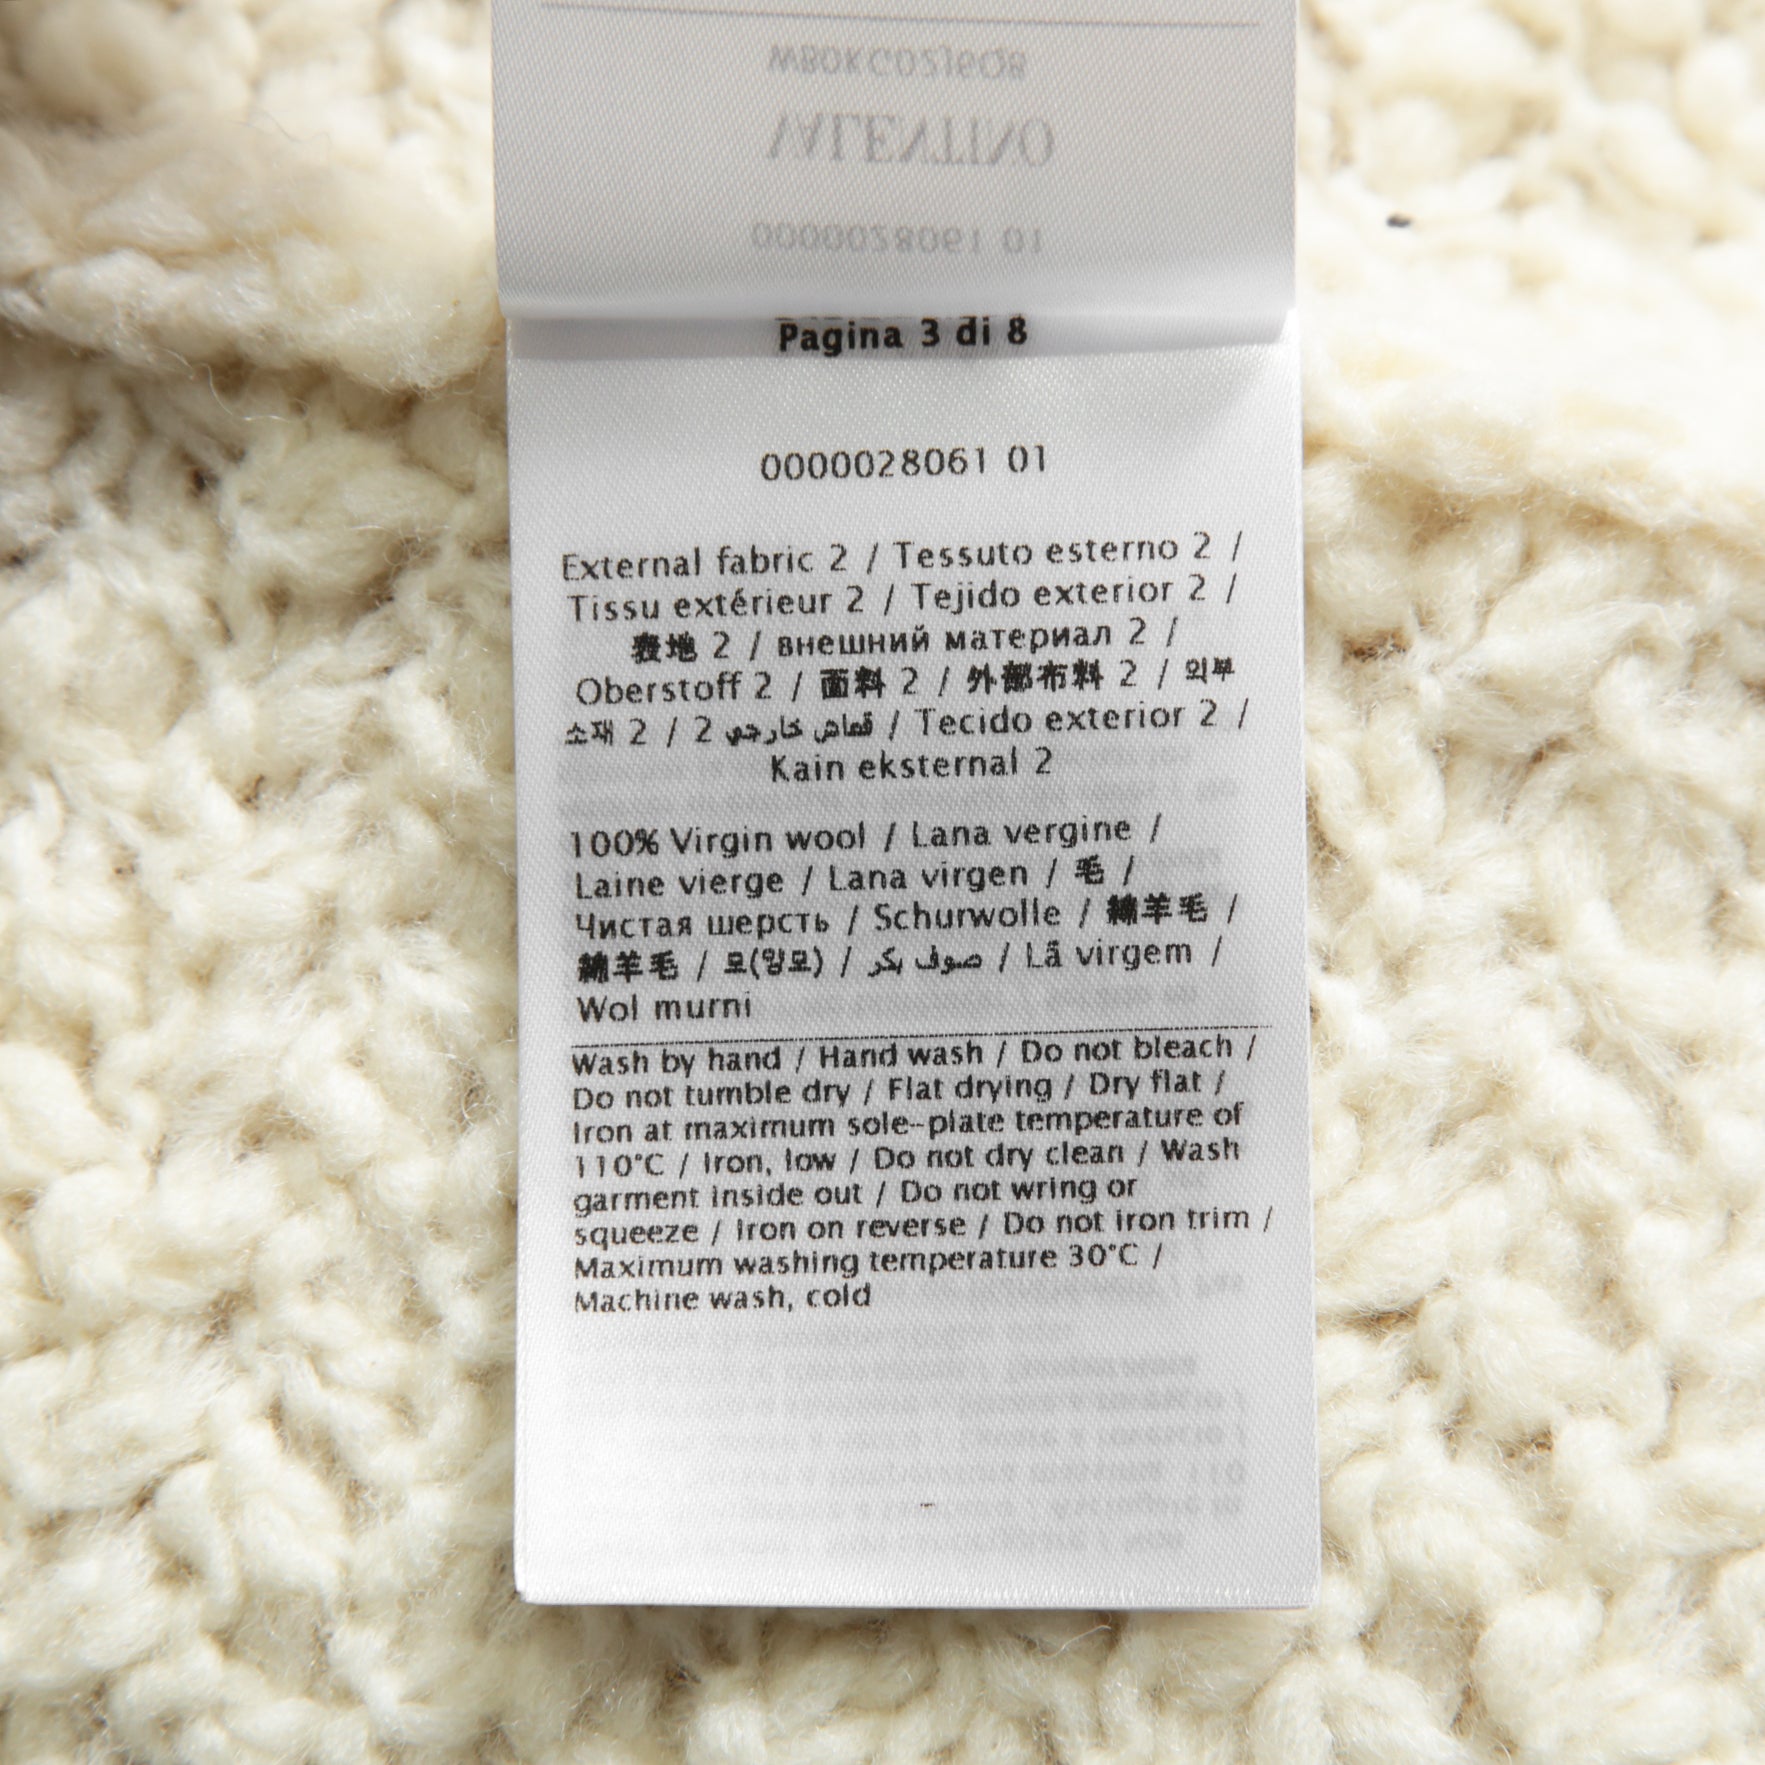 WB0KG02J6Q8
VALENTINO
0000028061 01
Pagina 3 di 8
0000028061 01
External fabric 2 / Tessuto esterno 2 /
Tissu extérieur 2 / Tejido exterior 2 /
表地 2 / внешний материал 2 /
Oberstoff 2 / 面料 2 / 外部布料 2 / 외부
소재 2 / قماش خارجي 2 / Tecido exterior 2 /
Kain eksternal 2
100% Virgin wool / Lana vergine /
Laine vierge / Lana virgen / 毛 /
Чистая шерсть / Schurwolle / 綿羊毛 /
綿羊毛 / 모(양모) / صوف بكر / Lã virgem /
Wol murni
Wash by hand / Hand wash / Do not bleach /
Do not tumble dry / Flat drying / Dry flat /
Iron at maximum sole-plate temperature of
110°C / Iron, low / Do not dry clean / Wash
garment inside out / Do not wring or
squeeze / Iron on reverse / Do not iron trim /
Maximum washing temperature 30°C /
Machine wash, cold